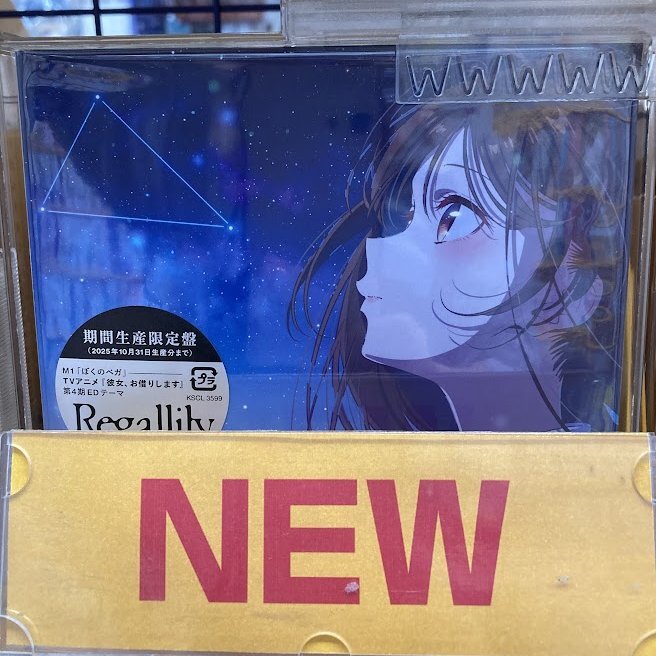 WWWWW
期間生産限定盤
（2025年10月31日生産分まで）
M1「ぼくのベガ」
TVアニメ『彼女、お借りします』
第4期EDテーマ
プラ
KSCL 3599
Regallily
NEW